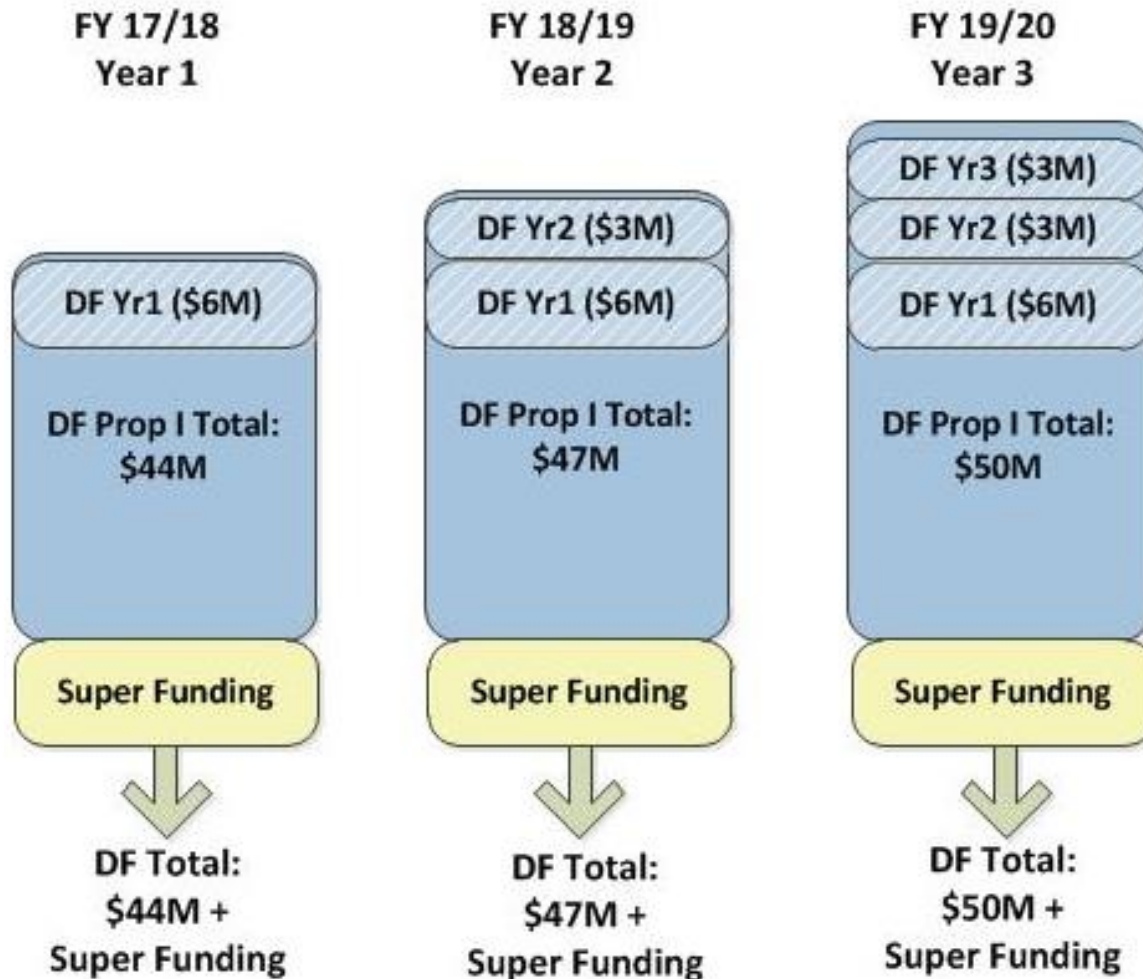 FY 17/18
Year 1
DF Yr1 ($6M)
DF Prop I Total:
$44M
Super Funding
DF Total:
$44M +
Super Funding
FY 18/19
Year 2
DF Yr2 ($3M)
DF Yr1 ($6M)
DF Prop I Total:
$47M
Super Funding
DF Total:
$47M +
Super Funding
FY 19/20
Year 3
DF Yr3 ($3M)
DF Yr2 ($3M)
DF Yr1 ($6M)
DF Prop I Total:
$50M
Super Funding
DF Total:
$50M +
Super Funding